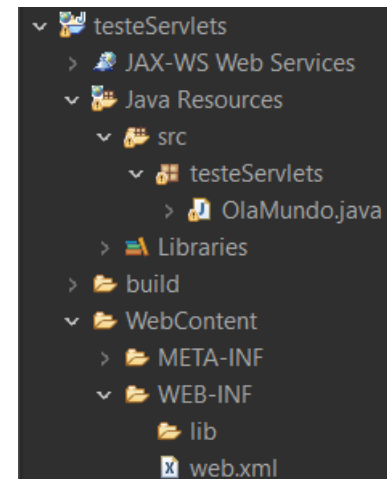 testeServlets
JAX-WS Web Services
Java Resources
src
testeServlets
OlaMundo.java
Libraries
build
WebContent
META-INF
WEB-INF
lib
web.xml